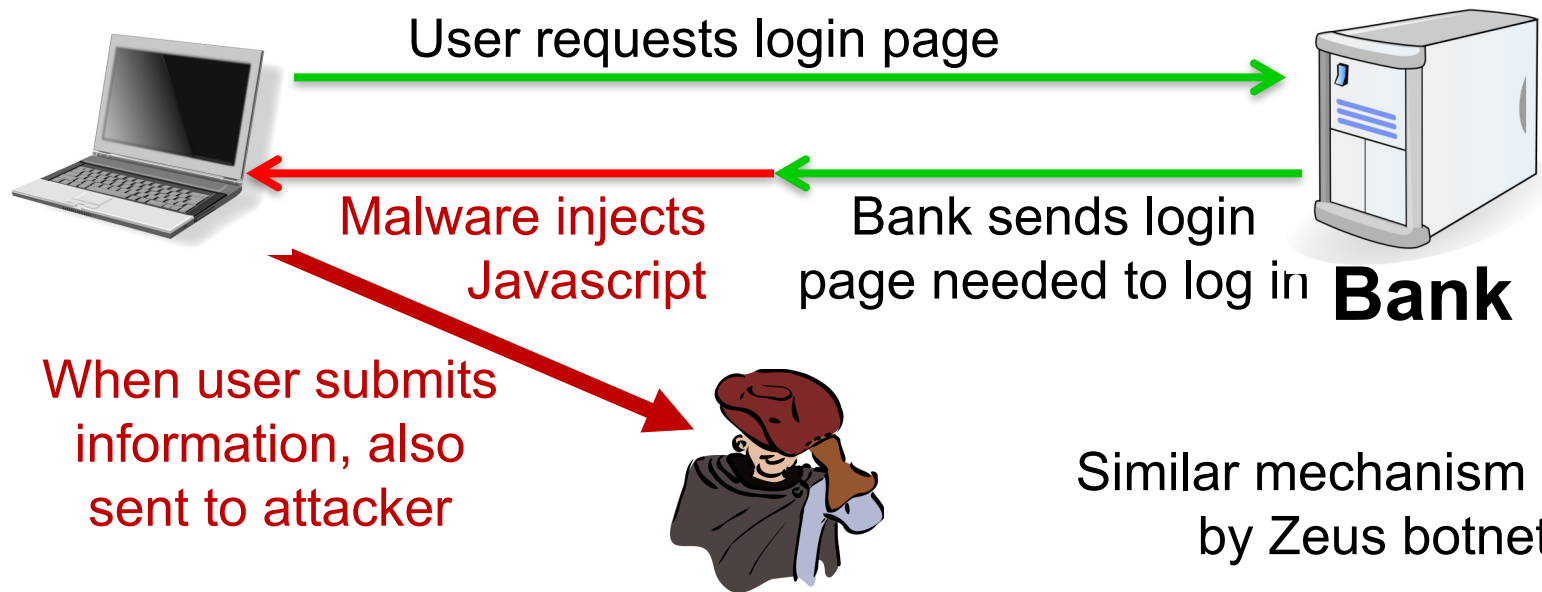 User requests login page
Malware injects
Javascript
Bank sends login
page needed to log in
Bank
When user submits
information, also
sent to attacker
Similar mechanism
by Zeus botnet